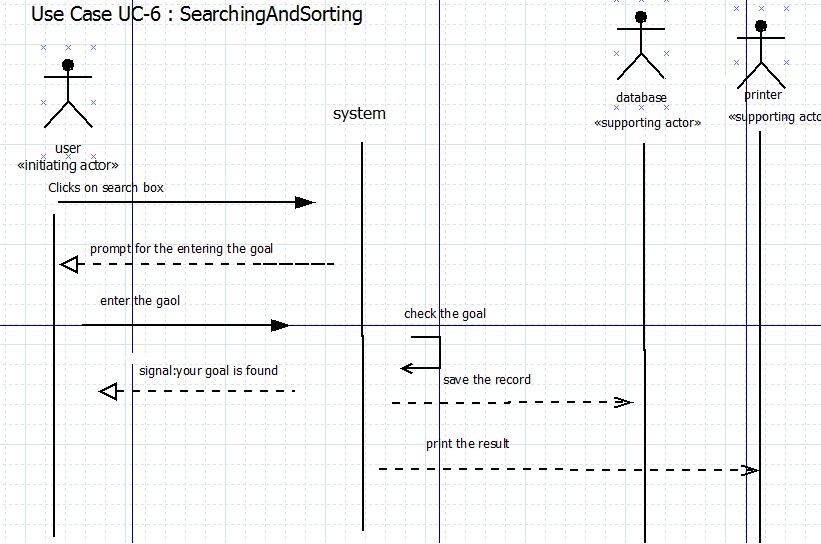 Use Case UC-6 : SearchingAndSorting
database
«supporting actor»
printer
«supporting acto
system
user
«initiating actor»
Clicks on search box
prompt for the entering the goal
enter the gaol
check the goal
signal:your goal is found
save the record
print the result